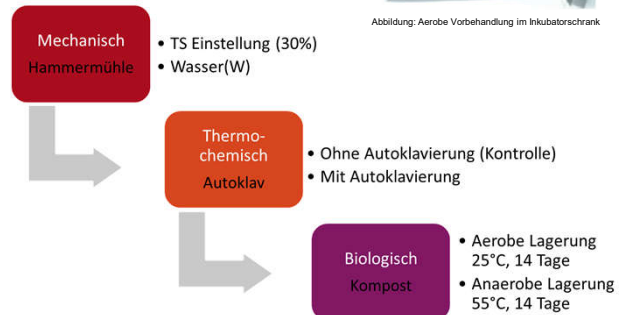 Abbildung: Aerobe Vorbehandlung im Inkubatorschrank
Mechanisch
Hammermühle
• TS Einstellung (30%)
• Wasser(W)
Thermo-
chemisch
Autoklav
• Ohne Autoklavierung (Kontrolle)
• Mit Autoklavierung
Biologisch
Kompost
• Aerobe Lagerung
25°C, 14 Tage
• Anaerobe Lagerung
55°C, 14 Tage